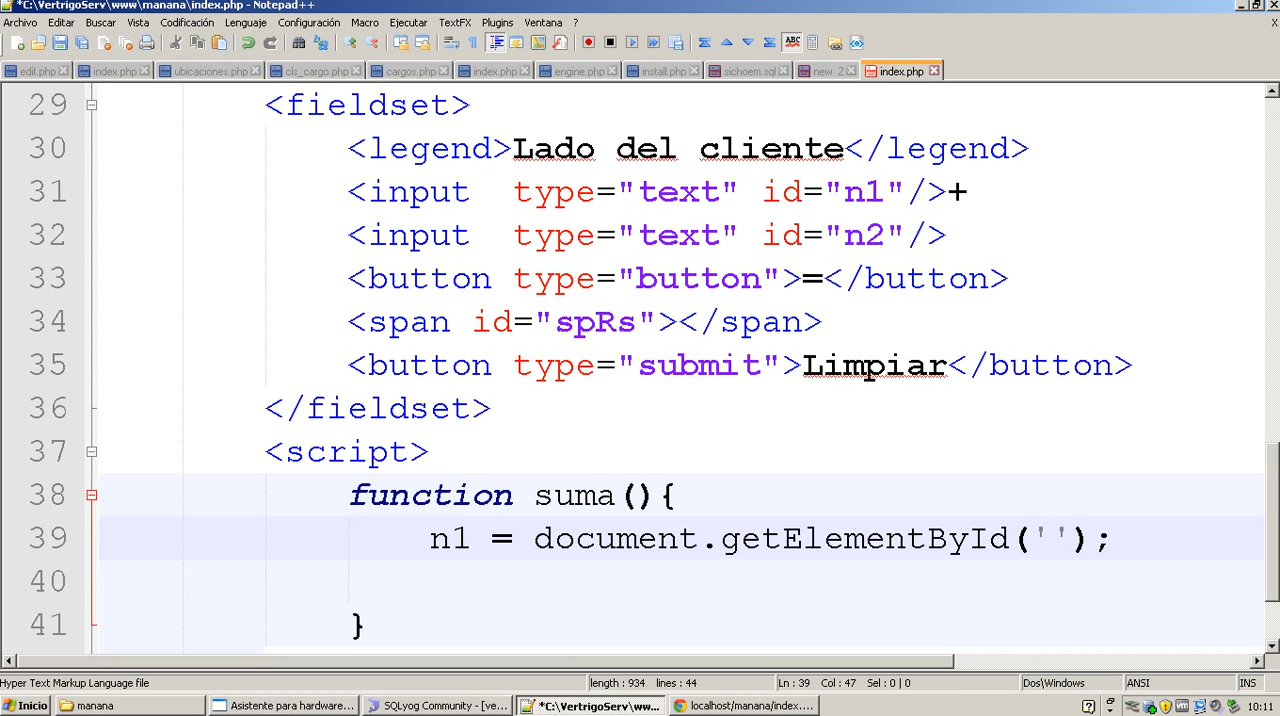 *C:\VertrigoServ\www\manana\index.php - Notepad++
Archivo Editar Buscar Vista Codificación Lenguaje Configuración Macro Ejecutar TextFX Plugins Ventana ?
edit.php index.php ubicaciones.php cls_cargo.php cargos.php index.php engine.php install.php sichoem.sql new 2 index.php
29 <fieldset>
30 <legend>Lado del cliente</legend>
31 <input  type="text" id="n1"/>+
32 <input  type="text" id="n2"/>
33 <button type="button">=</button>
34 <span id="spRs"></span>
35 <button type="submit">Limpiar</button>
36 </fieldset>
37 <script>
38 function suma(){
39 n1 = document.getElementById('');
40
41 }
Hyper Text Markup Language file length : 934 lines : 44 Ln : 39 Col : 47 Sel : 0 | 0 Dos\Windows ANSI INS
Inicio manana Asistente para hardware... SQLyog Community - [ve... *C:\VertrigoServ\ww... localhost/manana/index.... 10:11